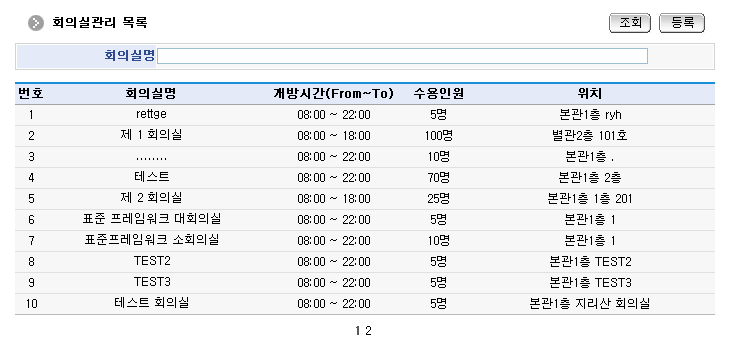 회의실관리 목록 조회 등록
회의실명
번호 회의실명 개방시간(From~To) 수용인원 위치
1 rettge 08:00 ~ 22:00 5명 본관1층 ryh
2 제 1 회의실 08:00 ~ 18:00 100명 별관2층 101호
3 ........ 08:00 ~ 22:00 10명 본관1층 .
4 테스트 08:00 ~ 22:00 70명 본관1층 2층
5 제 2 회의실 08:00 ~ 18:00 25명 본관1층 1층 201
6 표준 프레임워크 대회의실 08:00 ~ 22:00 5명 본관1층 1
7 표준프레임워크 소회의실 08:00 ~ 22:00 10명 본관1층 1
8 TEST2 08:00 ~ 22:00 5명 본관1층 TEST2
9 TEST3 08:00 ~ 22:00 5명 본관1층 TEST3
10 테스트 회의실 08:00 ~ 22:00 5명 본관1층 지리산 회의실
1 2